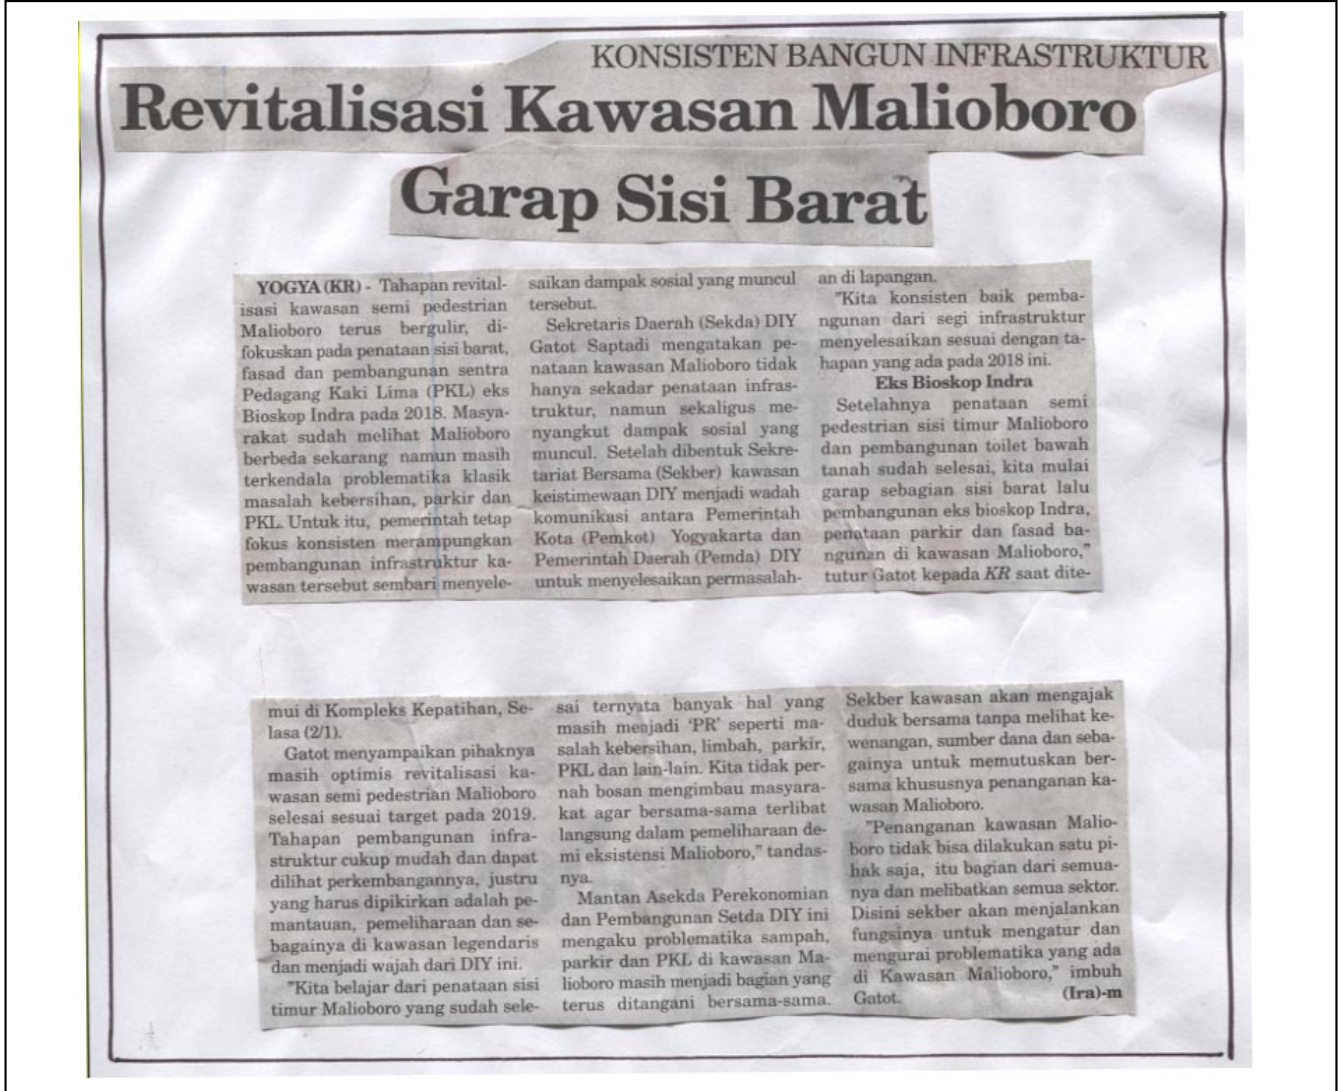 KONSISTEN BANGUN INFRASTRUKTUR
Revitalisasi Kawasan Malioboro
Garap Sisi Barat
YOGYA (KR) - Tahapan revital-
isasi kawasan semi pedestrian
Malioboro terus bergulir, di-
fokuskan pada penataan sisi barat,
fasad dan pembangunan sentra
Pedagang Kaki Lima (PKL) eks
Bioskop Indra pada 2018. Masya-
rakat sudah melihat Malioboro
berbeda sekarang namun masih
terkendala problematika klasik
masalah kebersihan, parkir dan
PKL. Untuk itu, pemerintah tetap
fokus konsisten merampungkan
pembangunan infrastruktur ka-
wasan tersebut sembari menyele-
saikan dampak sosial yang muncul
tersebut.
Sekretaris Daerah (Sekda) DIY
Gatot Saptadi mengatakan pe-
nataan kawasan Malioboro tidak
hanya sekadar penataan infras-
truktur, namun sekaligus me-
nyangkut dampak sosial yang
muncul. Setelah dibentuk Sekre-
tariat Bersama (Sekber) kawasan
keistimewaan DIY menjadi wadah
komunikasi antara Pemerintah
Kota (Pemkot) Yogyakarta dan
Pemerintah Daerah (Pemda) DIY
untuk menyelesaikan permasalah-
an di lapangan.
"Kita konsisten baik pemba-
ngunan dari segi infrastruktur
menyelesaikan sesuai dengan ta-
hapan yang ada pada 2018 ini.
Eks Bioskop Indra
Setelahnya penataan semi
pedestrian sisi timur Malioboro
dan pembangunan toilet bawah
tanah sudah selesai, kita mulai
garap sebagian sisi barat lalu
pembangunan eks bioskop Indra,
penataan parkir dan fasad ba-
ngunan di kawasan Malioboro,"
tutur Gatot kepada KR saat dite-
mui di Kompleks Kepatihan, Se-
lasa (2/1).
Gatot menyampaikan pihaknya
masih optimis revitalisasi ka-
wasan semi pedestrian Malioboro
selesai sesuai target pada 2019.
Tahapan pembangunan infra-
struktur cukup mudah dan dapat
dilihat perkembangannya, justru
yang harus dipikirkan adalah pe-
mantauan, pemeliharaan dan se-
bagainya di kawasan legendaris
dan menjadi wajah dari DIY ini.
"Kita belajar dari penataan sisi
timur Malioboro yang sudah sele-
sai ternyata banyak hal yang
masih menjadi 'PR' seperti ma-
salah kebersihan, limbah, parkir,
PKL dan lain-lain. Kita tidak per-
nah bosan mengimbau masyara-
kat agar bersama-sama terlibat
langsung dalam pemeliharaan de-
mi eksistensi Malioboro," tandas-
nya.
Mantan Asekda Perekonomian
dan Pembangunan Setda DIY ini
mengaku problematika sampah,
parkir dan PKL di kawasan Ma-
lioboro masih menjadi bagian yang
terus ditangani bersama-sama.
Sekber kawasan akan mengajak
duduk bersama tanpa melihat ke-
wenangan, sumber dana dan seba-
gainya untuk memutuskan ber-
sama khususnya penanganan ka-
wasan Malioboro.
"Penanganan kawasan Malio-
boro tidak bisa dilakukan satu pi-
hak saja, itu bagian dari semua-
nya dan melibatkan semua sektor.
Disini sekber akan menjalankan
fungsinya untuk mengatur dan
mengurai problematika yang ada
di Kawasan Malioboro," imbuh
Gatot. (Ira)-m